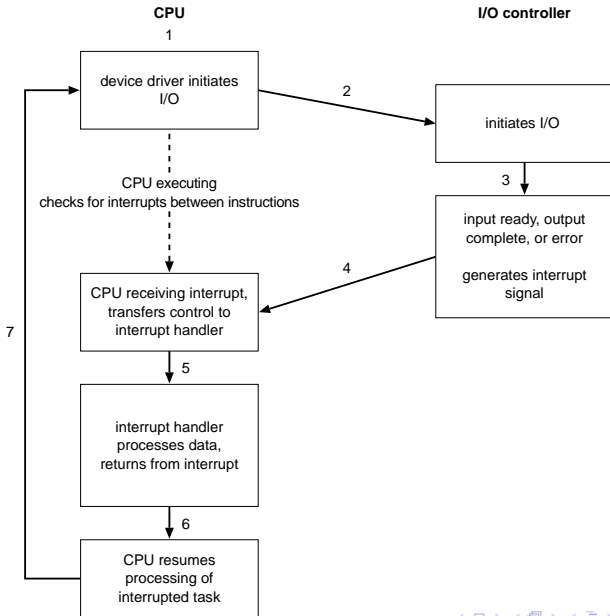 CPU
I/O controller
1
device driver initiates
I/O
2
initiates I/O
CPU executing
checks for interrupts between instructions
3
input ready, output
complete, or error
generates interrupt
signal
4
CPU receiving interrupt,
transfers control to
interrupt handler
7
5
interrupt handler
processes data,
returns from interrupt
6
CPU resumes
processing of
interrupted task